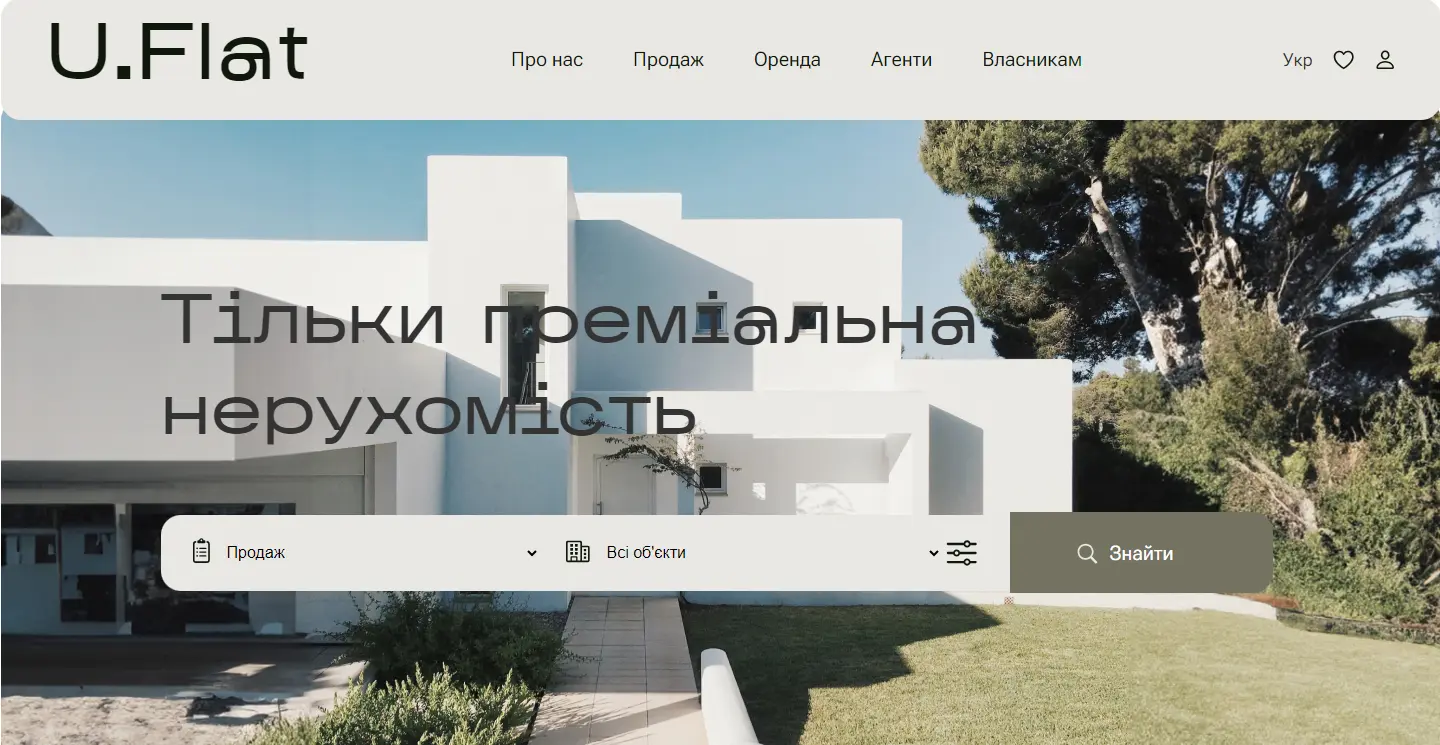 U.Flat
Про нас Продаж Оренда Агенти Власникам Укр
Тільки преміальна
нерухомість
Продаж Всі об'єкти Знайти